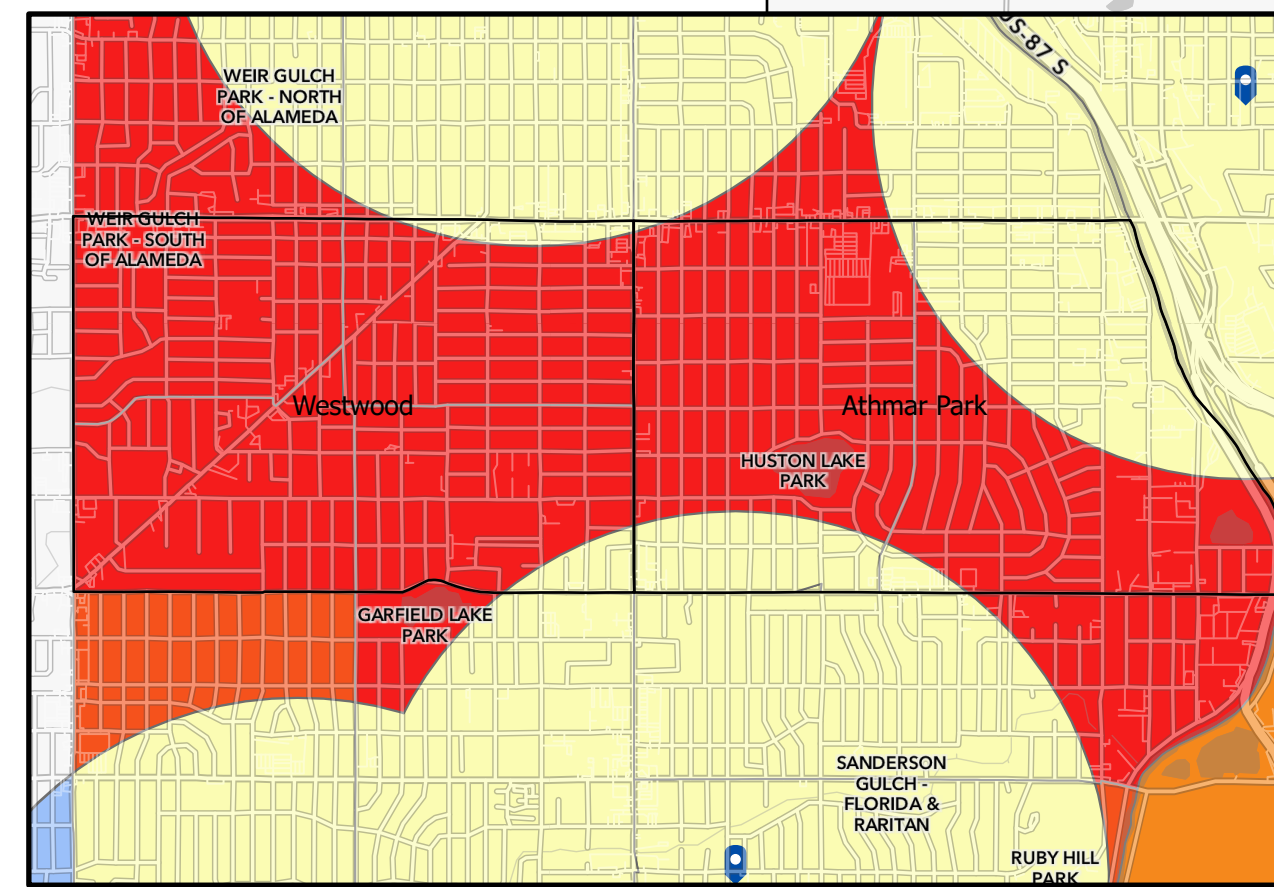 US-87 S
WEIR GULCH
PARK - NORTH
OF ALAMEDA
WEIR GULCH
PARK - SOUTH
OF ALAMEDA
Westwood
Athmar Park
HUSTON LAKE
PARK
GARFIELD LAKE
PARK
SANDERSON
GULCH -
FLORIDA &
RARITAN
RUBY HILL
PARK